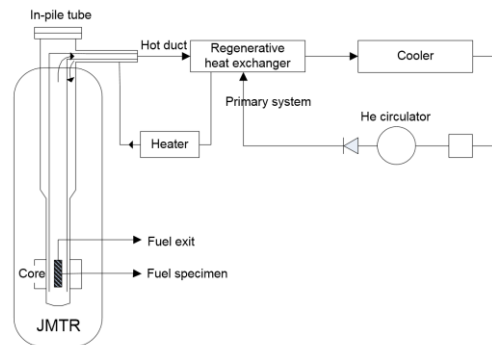 In-pile tube
Hot duct
Regenerative
heat exchanger
Cooler
Primary system
He circulator
Heater
Fuel exit
Core
Fuel specimen
JMTR